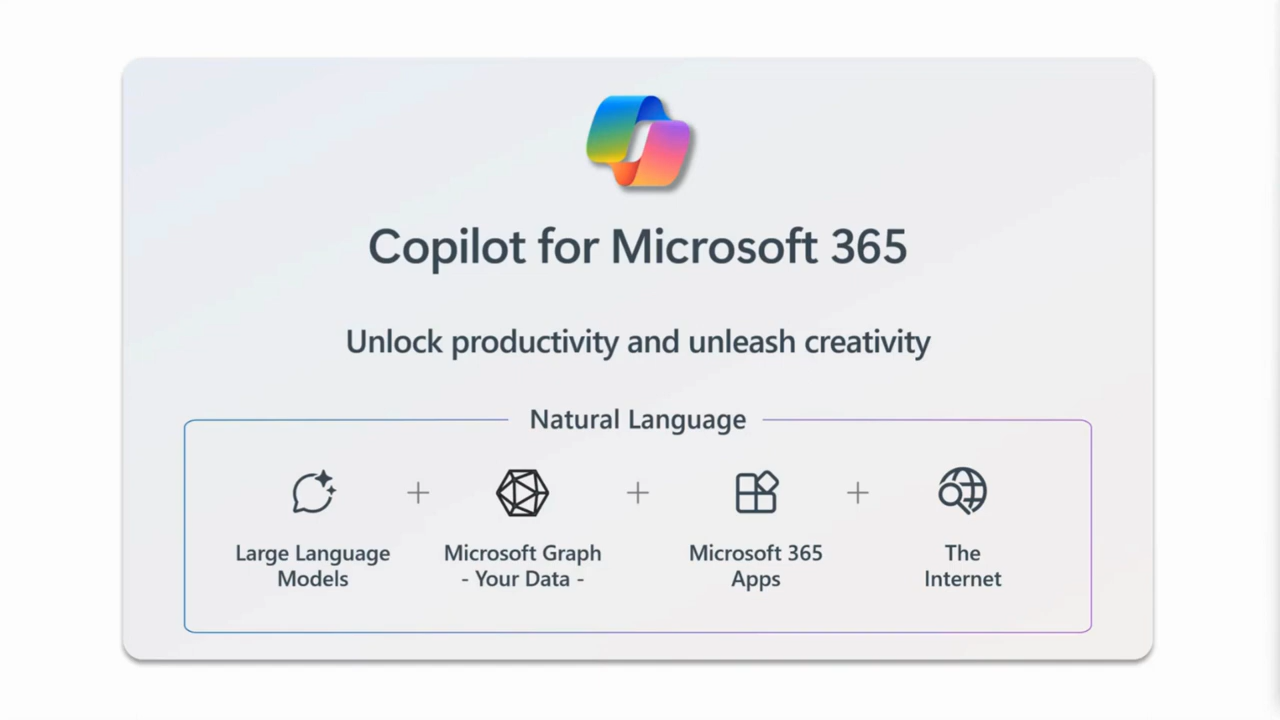 Copilot for Microsoft 365
Unlock productivity and unleash creativity
Natural Language
Large Language
Models
+
Microsoft Graph
- Your Data -
+
Microsoft 365
Apps
+
The
Internet